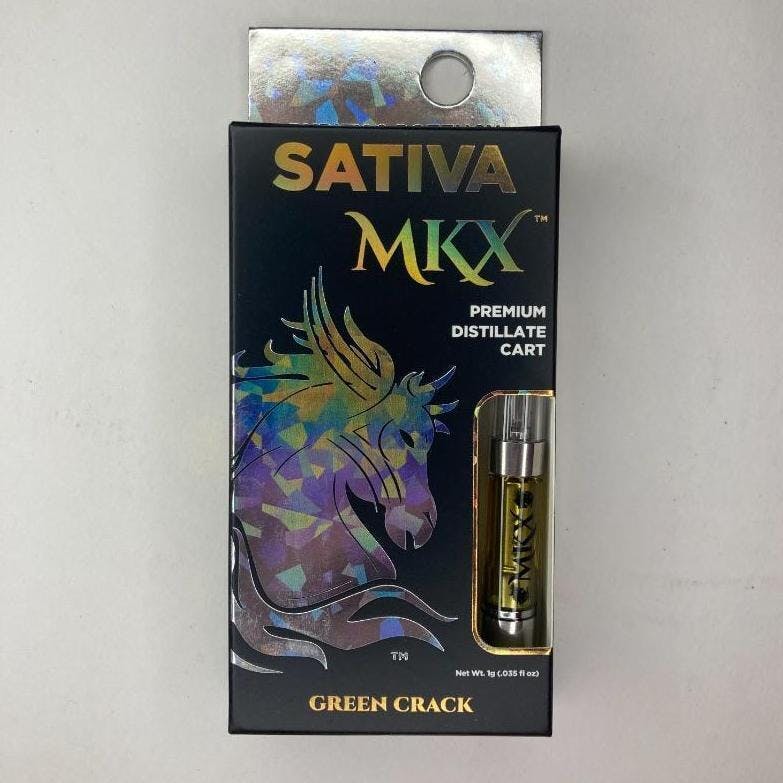 SATIVA
MKX™
PREMIUM
DISTILLATE
CART
MKX
TM
Net Wt. 1g (.035 fl oz)
GREEN CRACK